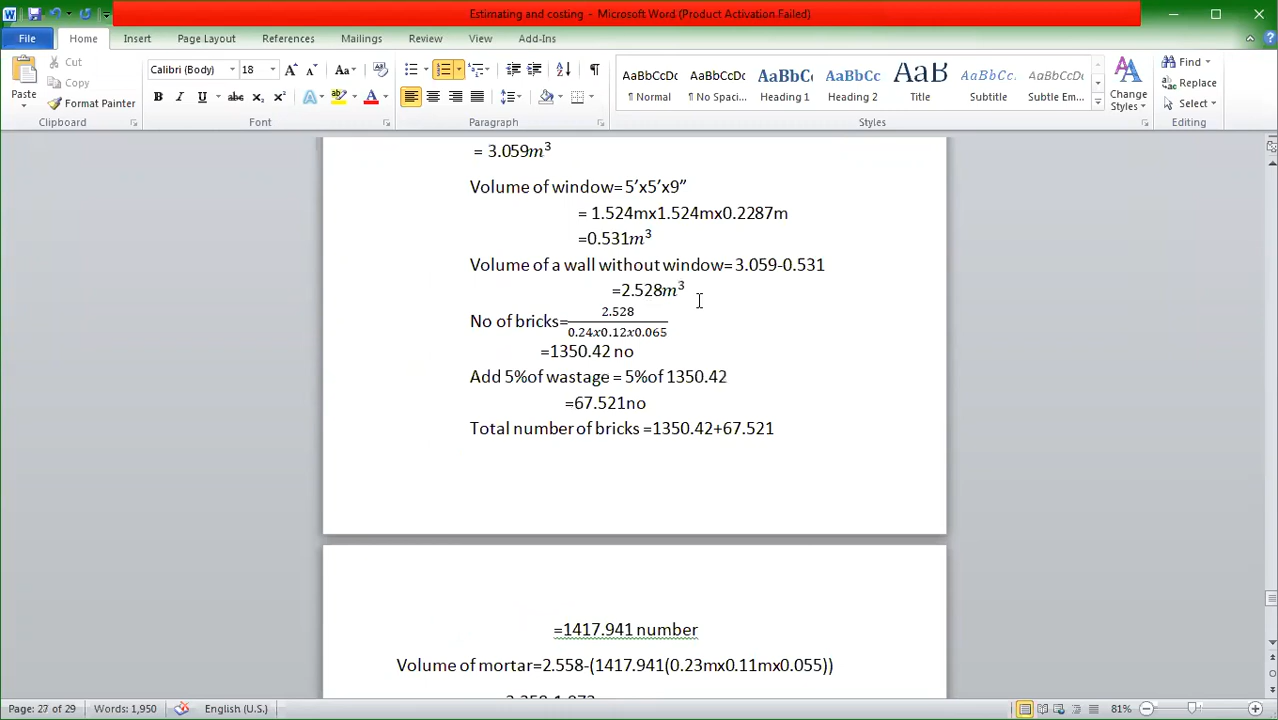 Estimating and costing - Microsoft Word (Product Activation Failed)
File Home Insert Page Layout References Mailings Review View Add-Ins
Paste
Cut
Copy
Format Painter
Clipboard
Calibri (Body) 18
Font
Paragraph
AaBbCcDc AaBbCcDc AaBbC AaBbCc AaB AaBbCc. AaBbCcDc
¶ Normal ¶ No Spaci... Heading 1 Heading 2 Title Subtitle Subtle Em...
Styles
Change Styles
Find
Replace
Select
Editing
= 3.059m³
Volume of window= 5’x5’x9”
= 1.524mx1.524mx0.2287m
=0.531m³
Volume of a wall without window= 3.059-0.531
=2.528m³
No of bricks= 2.528
0.24x0.12x0.065
=1350.42 no
Add 5%of wastage = 5%of 1350.42
=67.521no
Total number of bricks =1350.42+67.521
=1417.941 number
Volume of mortar=2.558-(1417.941(0.23mx0.11mx0.055))
Page: 27 of 29 Words: 1,950 English (U.S.) 81%